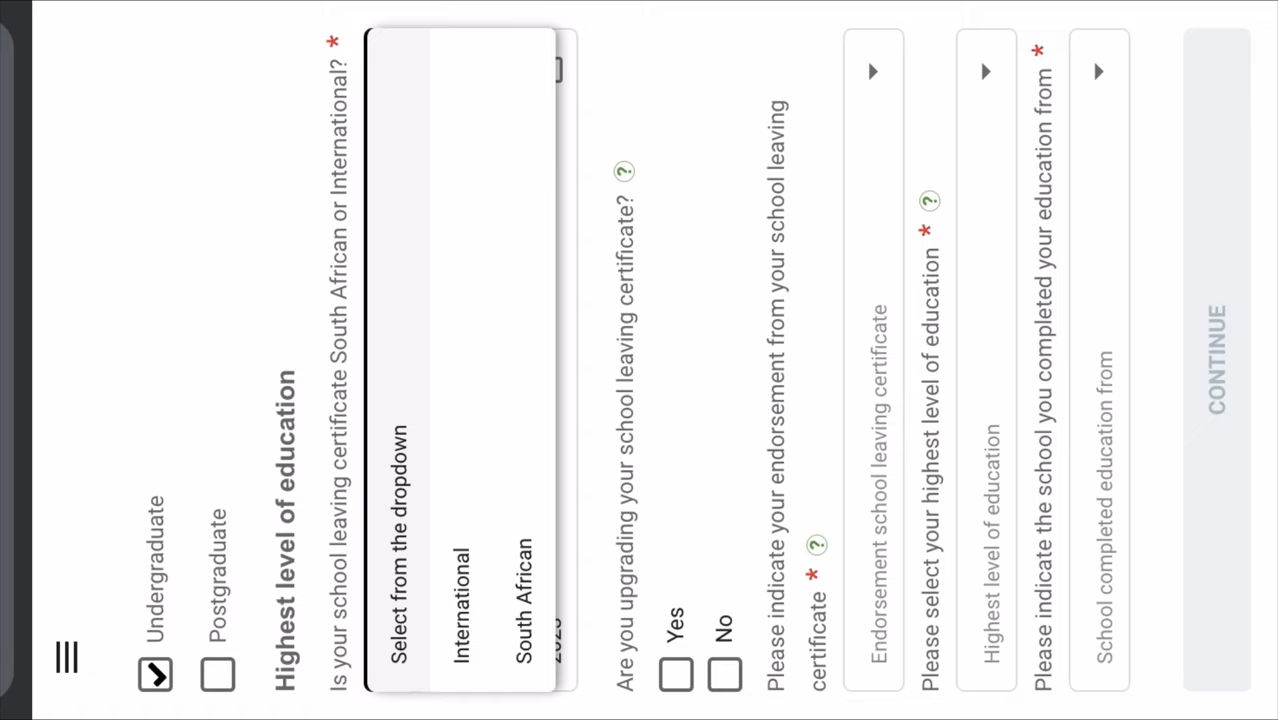 Undergraduate
Postgraduate
Highest level of education
Is your school leaving certificate South African or International? *
Select from the dropdown
International
South African
Are you upgrading your school leaving certificate?
Yes
No
Please indicate your endorsement from your school leaving
certificate *
Endorsement school leaving certificate
Please select your highest level of education *
Highest level of education
Please indicate the school you completed your education from *
School completed education from
CONTINUE